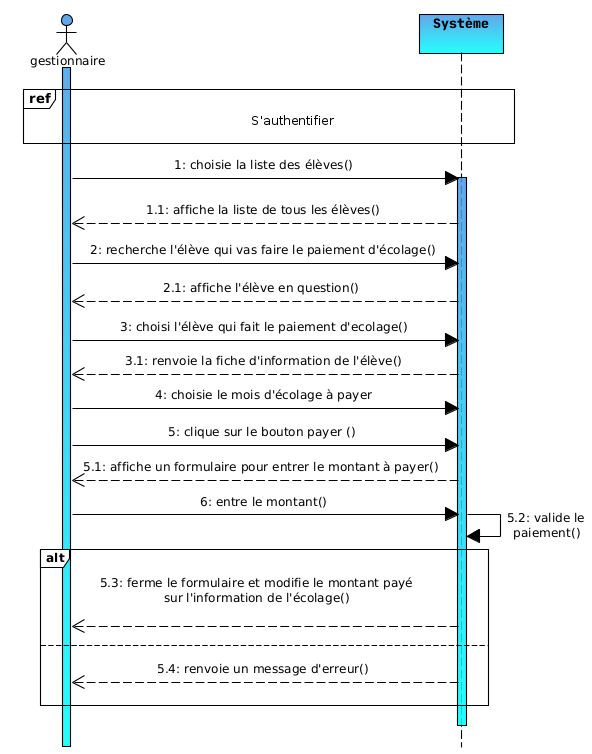 Système
gestionnaire
ref
S'authentifier
1: choisie la liste des élèves()
1.1: affiche la liste de tous les élèves()
2: recherche l'élève qui vas faire le paiement d'écolage()
2.1: affiche l'élève en question()
3: choisi l'élève qui fait le paiement d'ecolage()
3.1: renvoie la fiche d'information de l'élève()
4: choisie le mois d'écolage à payer
5: clique sur le bouton payer ()
5.1: affiche un formulaire pour entrer le montant à payer()
6: entre le montant()
5.2: valide le
paiement()
alt
5.3: ferme le formulaire et modifie le montant payé
sur l'information de l'écolage()
5.4: renvoie un message d'erreur()